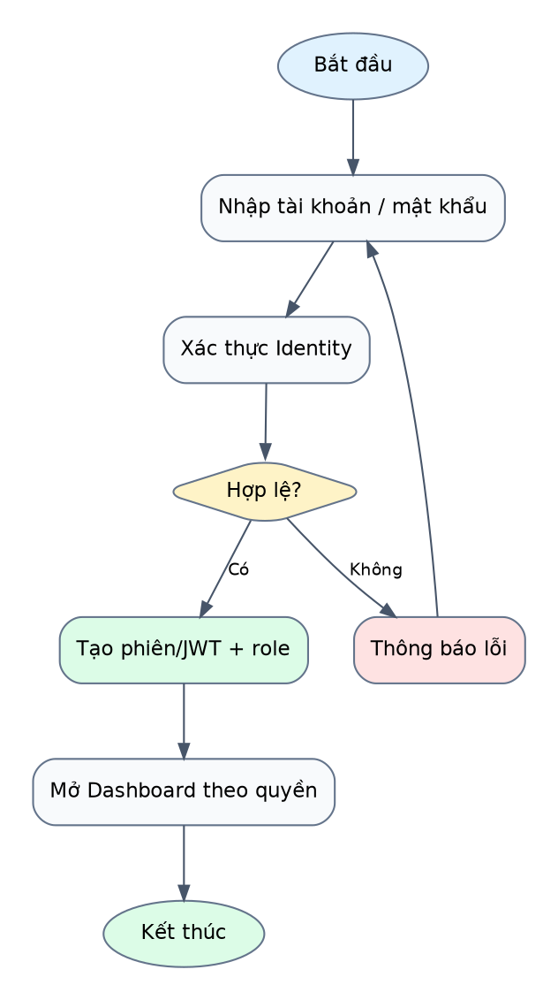 Bắt đầu
Nhập tài khoản / mật khẩu
Xác thực Identity
Hợp lệ?
Có
Không
Tạo phiên/JWT + role
Thông báo lỗi
Mở Dashboard theo quyền
Kết thúc